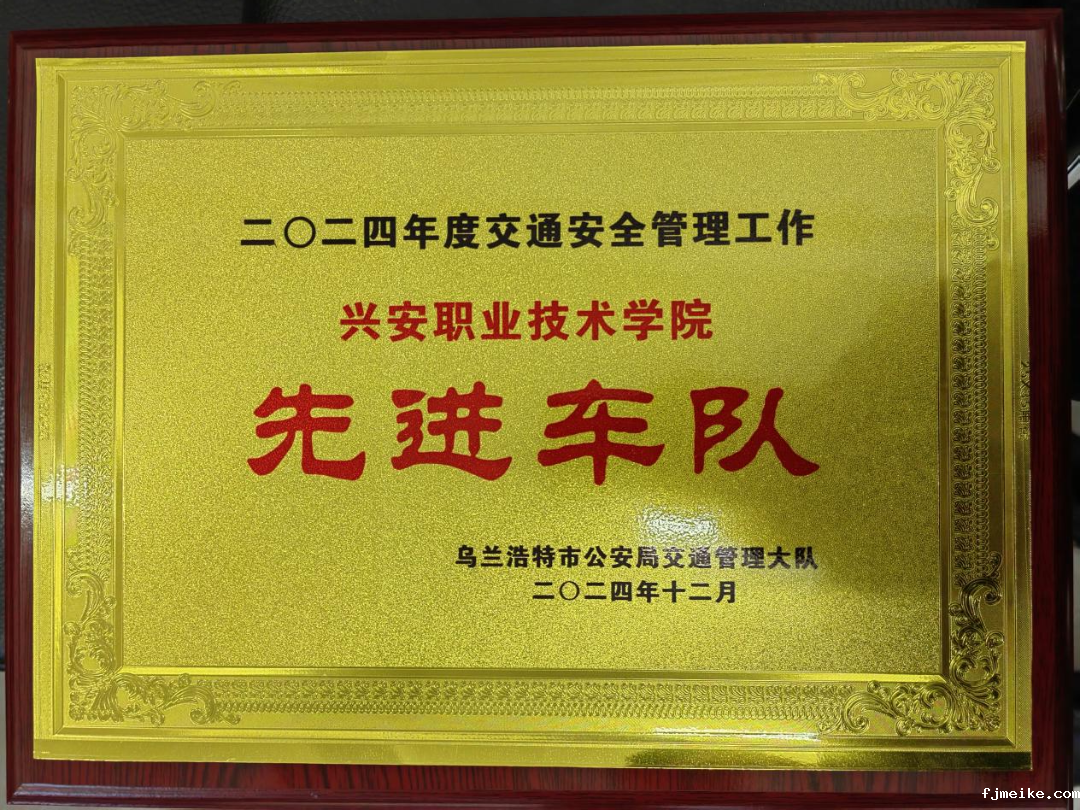 二〇二四年度交通安全管理工作
兴安职业技术学院
先进车队
乌兰浩特市公安局交通管理大队
二〇二四年十二月
fjmeike.com